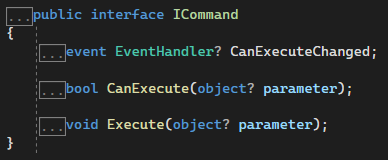 ...public interface ICommand
{
...event EventHandler? CanExecuteChanged;
...bool CanExecute(object? parameter);
...void Execute(object? parameter);
}